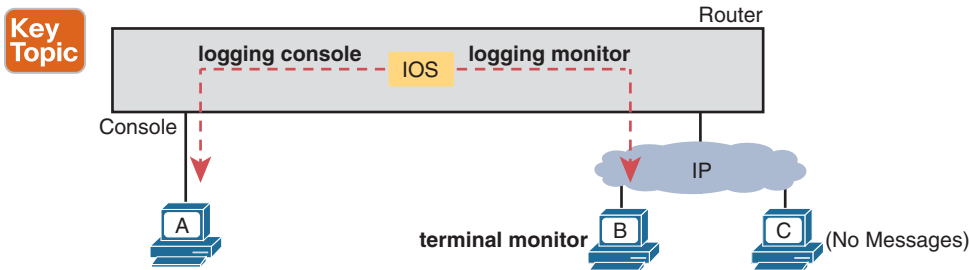 Key
Topic
Router
logging console
IOS
logging monitor
Console
IP
A
terminal monitor
B
C
(No Messages)